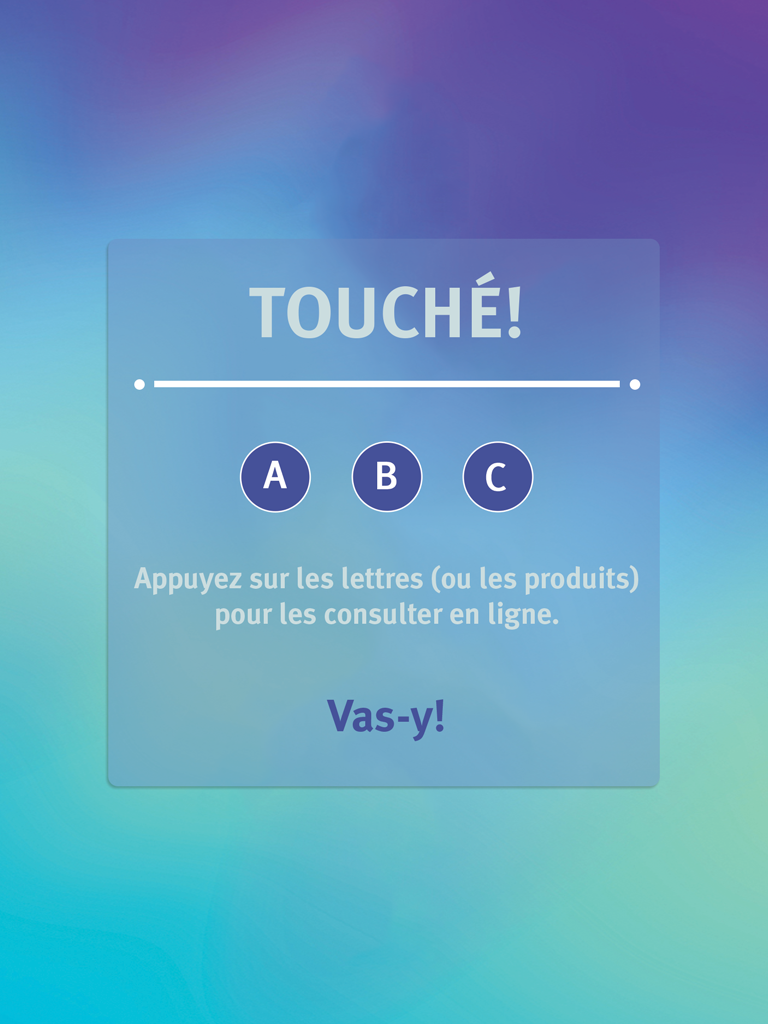 TOUCHÉ!
A B C
Appuyez sur les lettres (ou les produits)
pour les consulter en ligne.
Vas-y!